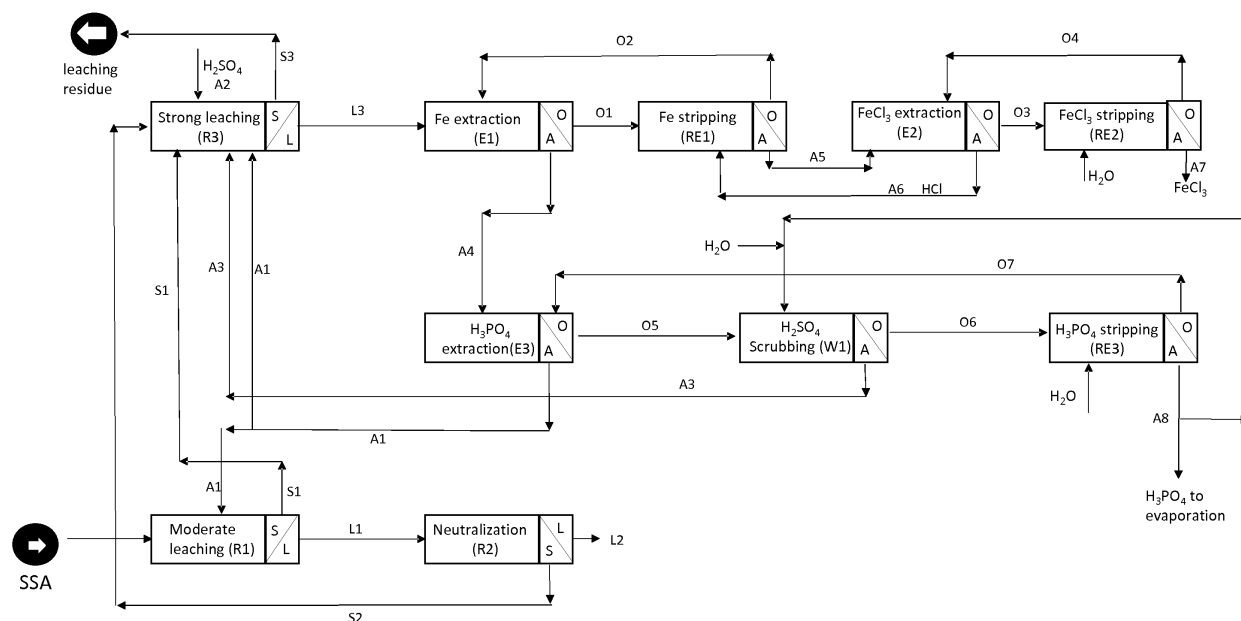 O2
O4
S3
H2SO4
A2
leaching
residue
Strong leaching
(R3)
S
L
L3
Fe extraction
(E1)
O
A
O1
Fe stripping
(RE1)
O
A
A5
FeCl3 extraction
(E2)
O
A
O3
FeCl3 stripping
(RE2)
O
A
A7
FeCl3
H2O
A6 HCl
A4
H2O
A3
A1
S1
O7
H3PO4
extraction(E3)
O
A
O5
H2SO4
Scrubbing (W1)
O
A
O6
H3PO4 stripping
(RE3)
O
A
H2O
A3
A8
A1
A1
S1
H3PO4 to
evaporation
Moderate
leaching (R1)
S
L
L1
Neutralization
(R2)
L
S
L2
SSA
S2